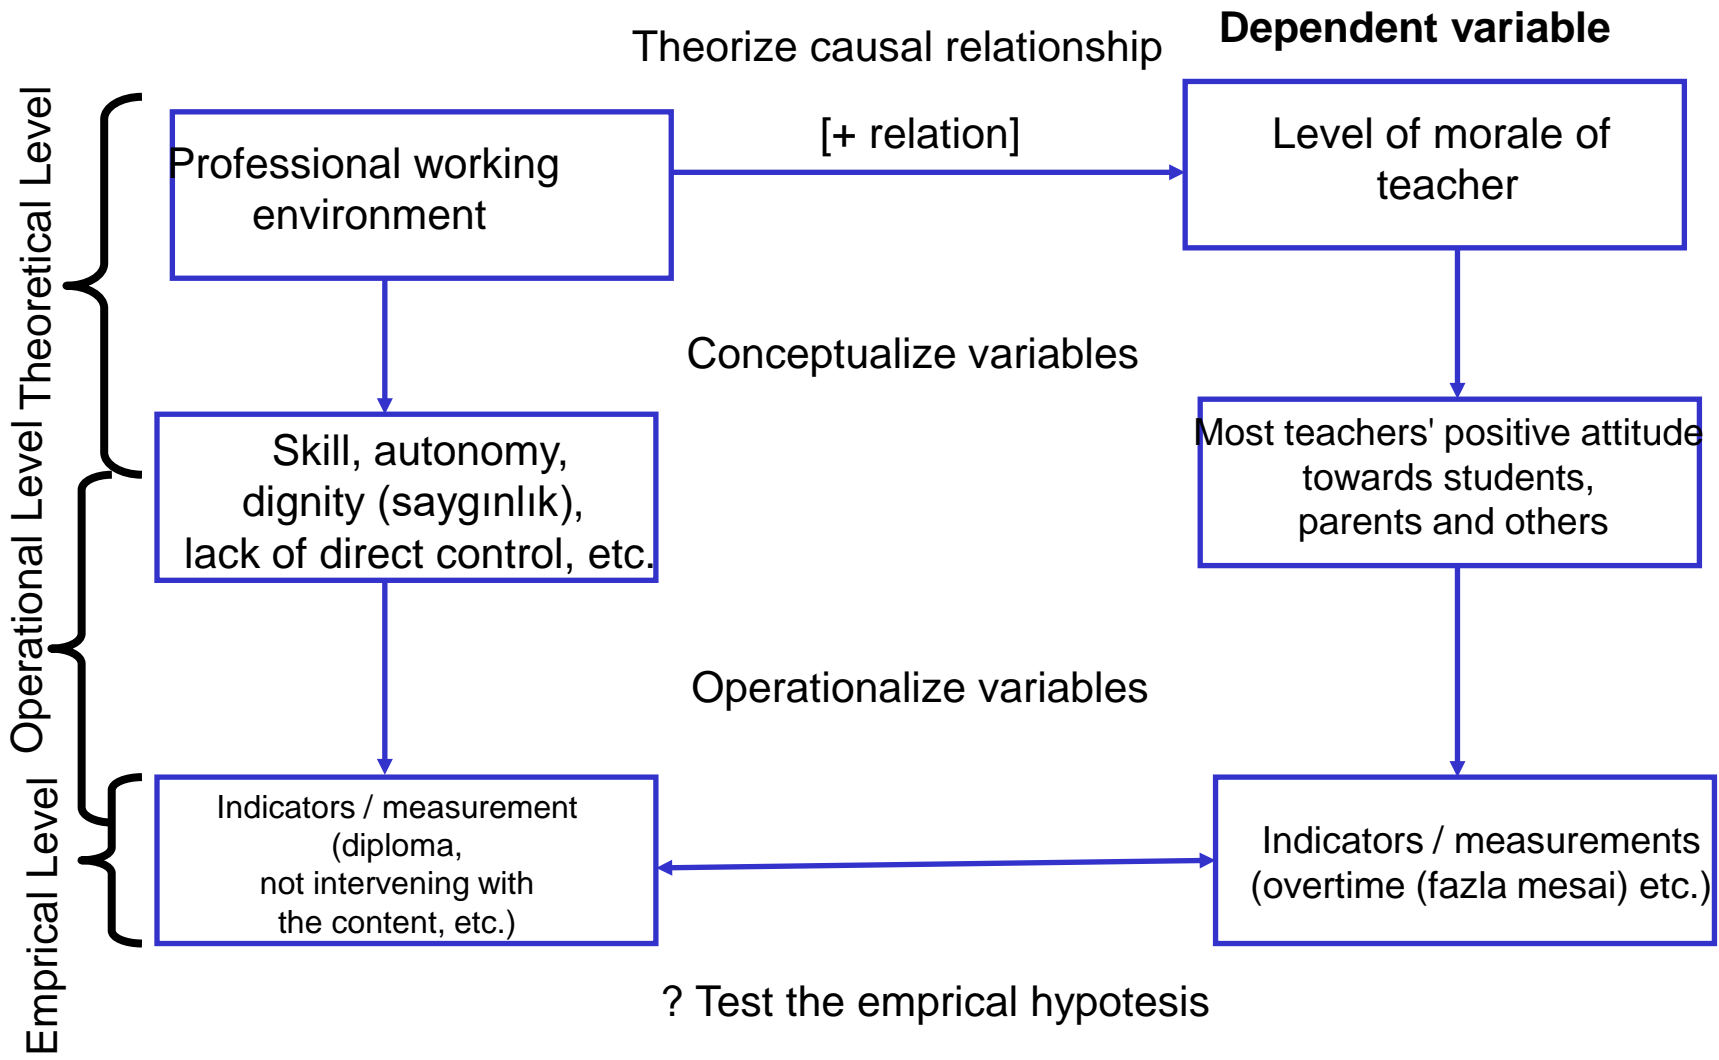 Dependent variable
Theorize causal relationship
[+ relation]
Professional working
environment
Level of morale of
teacher
Theoretical Level
Conceptualize variables
Skill, autonomy,
dignity (saygınlık),
lack of direct control, etc.
Most teachers' positive attitude
towards students,
parents and others
Operational Level
Operationalize variables
Indicators / measurement
(diploma,
not intervening with
the content, etc.)
Indicators / measurements
(overtime (fazla mesai) etc.)
Emprical Level
? Test the emprical hypotesis